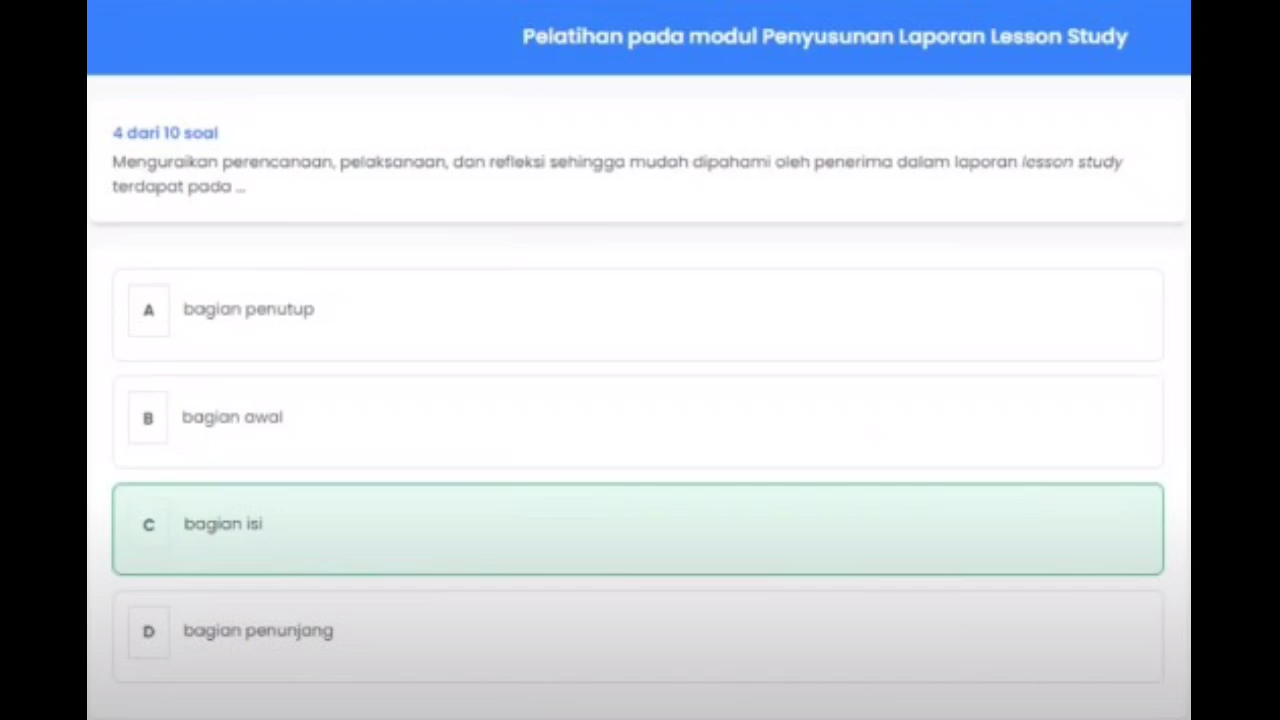 Pelatihan pada modul Penyusunan Laporan Lesson Study
4 dari 10 soal
Menguraikan perencanaan, pelaksanaan, dan refleksi sehingga mudah dipahami oleh penerima dalam laporan lesson study
terdapat pada ...
A bagian penutup
B bagian awal
C bagian isi
D bagian penunjang